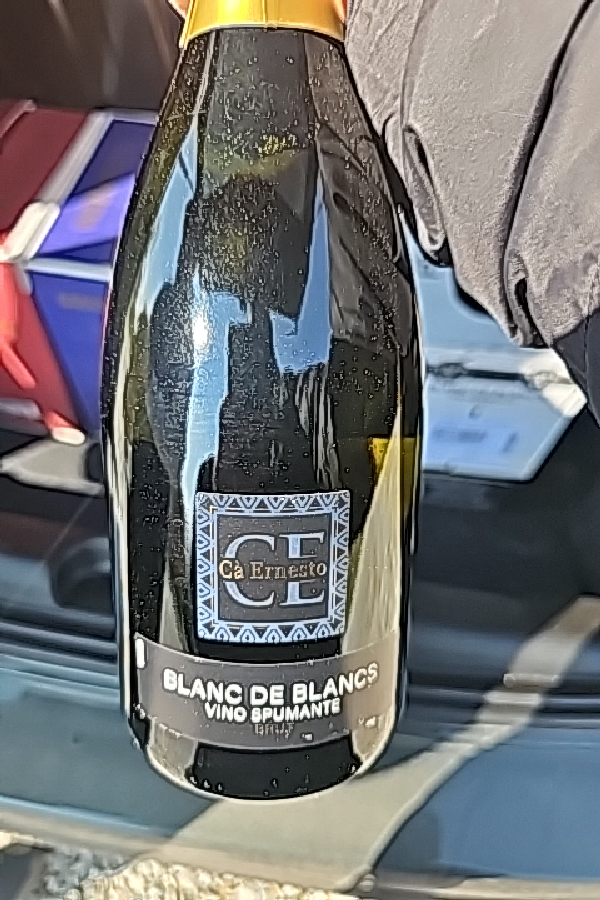 CE
Cà Ernesto
BLANC DE BLANCS
VINO SPUMANTE
BRUT